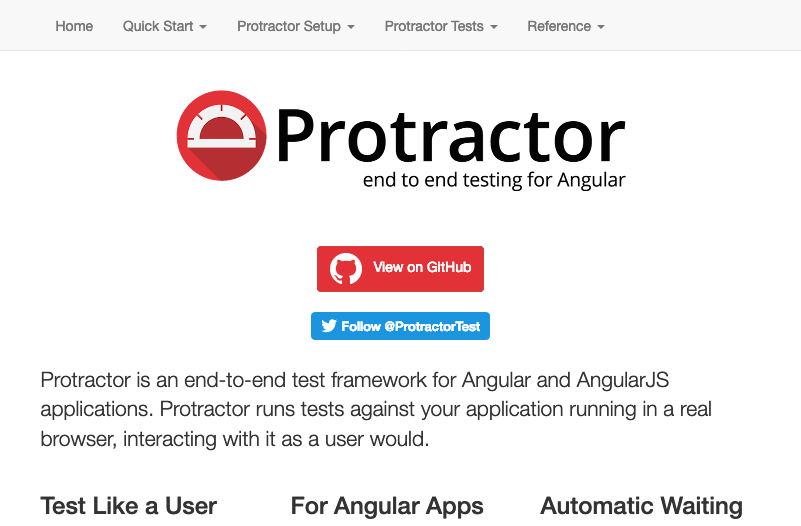 Home Quick Start Protractor Setup Protractor Tests Reference
Protractor
end to end testing for Angular
View on GitHub
Follow @ProtractorTest
Protractor is an end-to-end test framework for Angular and AngularJS
applications. Protractor runs tests against your application running in a real
browser, interacting with it as a user would.
Test Like a User For Angular Apps Automatic Waiting